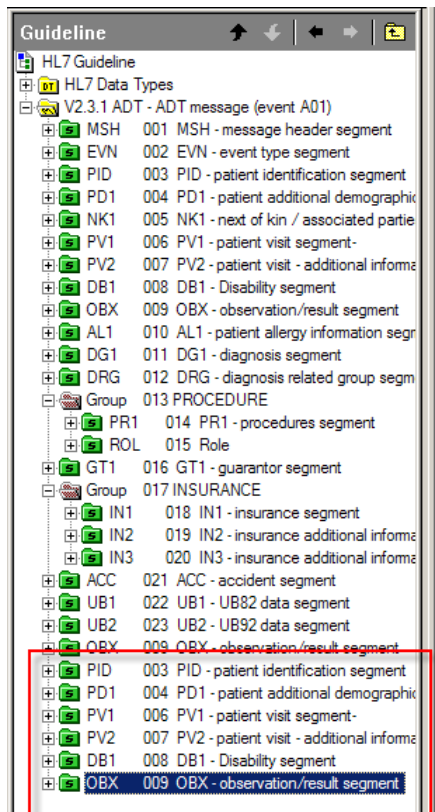 Guideline
HL7 Guideline
DT HL7 Data Types
V2.3.1 ADT - ADT message (event A01)
S MSH 001 MSH - message header segment
S EVN 002 EVN - event type segment
S PID 003 PID - patient identification segment
S PD1 004 PD1 - patient additional demographic
S NK1 005 NK1 - next of kin / associated partie
S PV1 006 PV1 - patient visit segment-
S PV2 007 PV2 - patient visit - additional informa
S DB1 008 DB1 - Disability segment
S OBX 009 OBX - observation/result segment
S AL1 010 AL1 - patient allergy information segr
S DG1 011 DG1 - diagnosis segment
S DRG 012 DRG - diagnosis related group segm
Group 013 PROCEDURE
S PR1 014 PR1 - procedures segment
S ROL 015 Role
S GT1 016 GT1 - guarantor segment
Group 017 INSURANCE
S IN1 018 IN1 - insurance segment
S IN2 019 IN2 - insurance additional informa
S IN3 020 IN3 - insurance additional informa
S ACC 021 ACC - accident segment
S UB1 022 UB1 - UB82 data segment
S UB2 023 UB2 - UB92 data segment
S OBX 009 OBX - observation/result segment
S PID 003 PID - patient identification segment
S PD1 004 PD1 - patient additional demographic
S PV1 006 PV1 - patient visit segment-
S PV2 007 PV2 - patient visit - additional informa
S DB1 008 DB1 - Disability segment
S OBX 009 OBX - observation/result segment